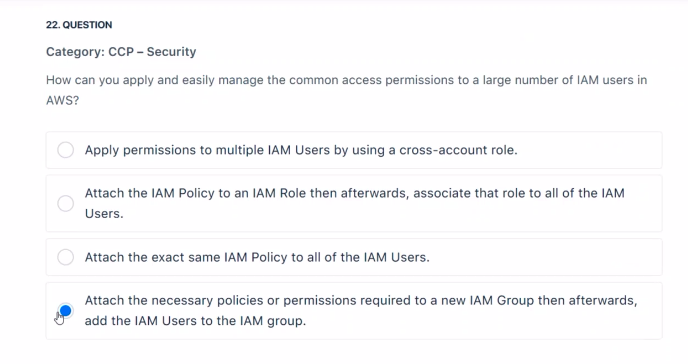 22. QUESTION
Category: CCP – Security
How can you apply and easily manage the common access permissions to a large number of IAM users in
AWS?
Apply permissions to multiple IAM Users by using a cross-account role.
Attach the IAM Policy to an IAM Role then afterwards, associate that role to all of the IAM
Users.
Attach the exact same IAM Policy to all of the IAM Users.
Attach the necessary policies or permissions required to a new IAM Group then afterwards,
add the IAM Users to the IAM group.